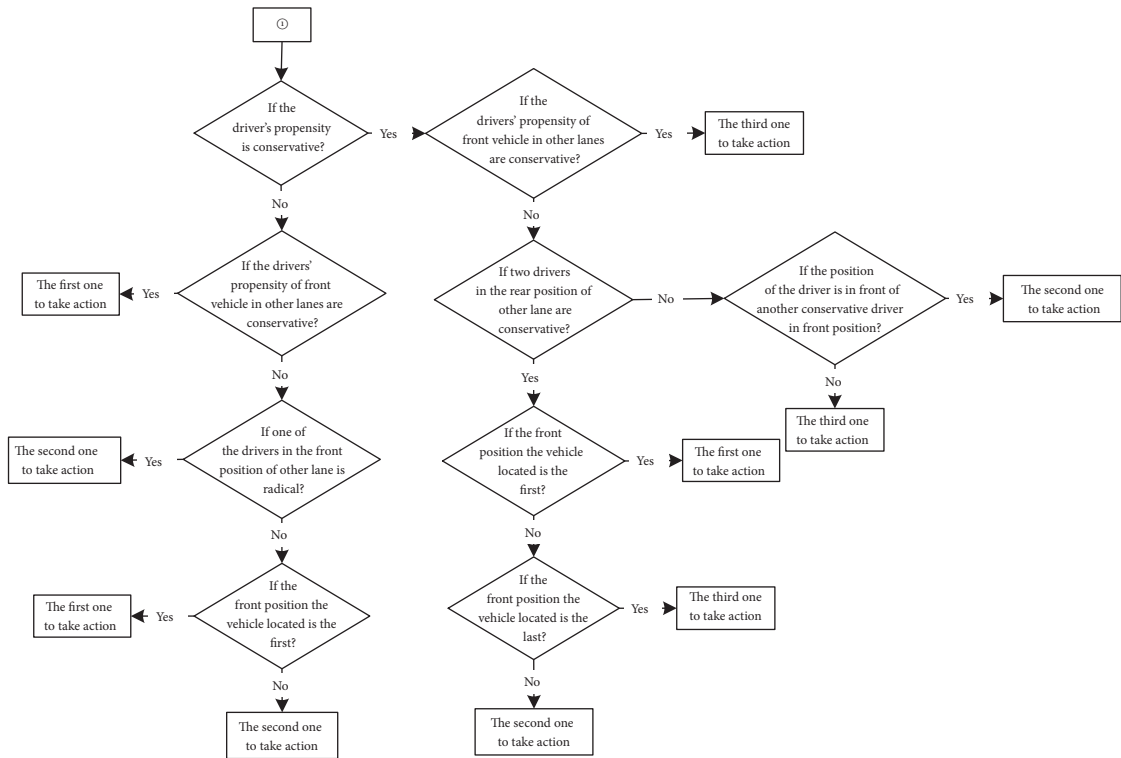 ①
If the
driver's propensity
is conservative?
Yes
If the
drivers' propensity of
front vehicle in other lanes
are conservative?
Yes
The third one
to take action
No
No
If the drivers'
propensity of front
vehicle in other lanes are
conservative?
Yes
The first one
to take action
If two drivers
in the rear position of
other lane are
conservative?
No
If the position
of the driver is in front of
another conservative driver
in front position?
Yes
The second one
to take action
No
Yes
No
The third one
to take action
If one of
the drivers in the front
position of other lane is
radical?
Yes
The second one
to take action
If the front
position the vehicle
located is the
first?
Yes
The first one
to take action
No
No
If the
front position the
vehicle located is the
first?
Yes
The first one
to take action
If the
front position the
vehicle located is the
last?
Yes
The third one
to take action
No
No
The second one
to take action
The second one
to take action